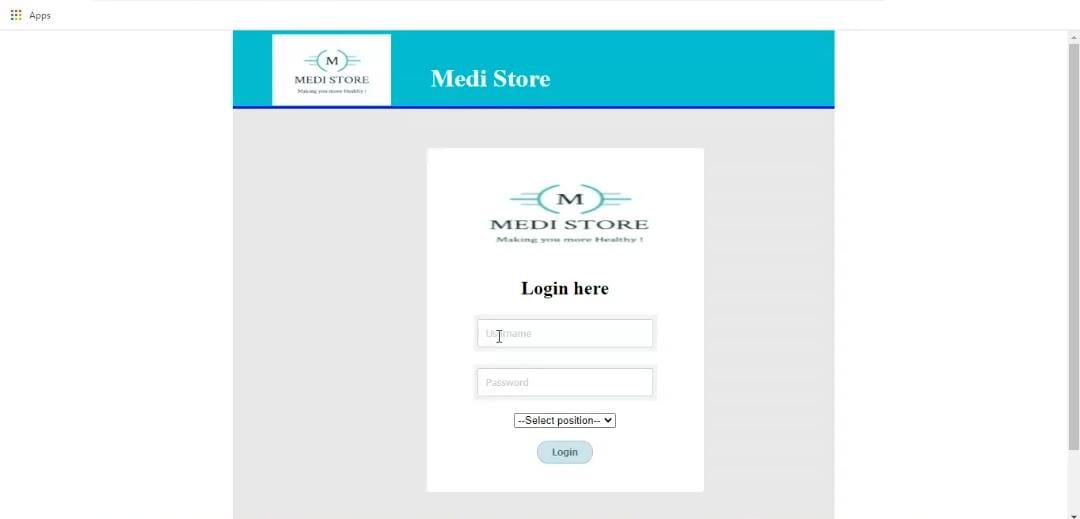 Apps
M
MEDI STORE
Making you more Healthy !
Medi Store
M
MEDI STORE
Making you more Healthy !
Login here
Username
Password
--Select position--
Login